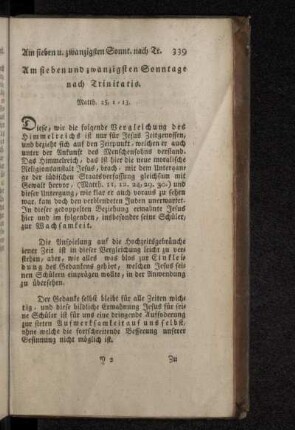 Am sieben u. zwanzigsten Sonnt. nach Tr. 339
Am sieben und zwanzigsten Sonntage
nach Trinitatis.
Matth. 25, 1-13.
Diese, wie die folgende Vergleichung des
Himmelreichs ist nur für Jesus Zeitgenossen,
und bezieht sich auf den Zeitpunkt, welchen er auch
unter der Ankunft des Menschensohns verstand.
Das Himmelreich, das ist hier die neue moralische
Religionsanstalt Jesus, brach, mit dem Untergange
der jüdischen Staatsverfassung gleichsam mit
Gewalt hervor, (Matth. 11, 12. 24, 29. 30.) und
dieser Untergang, wie klar er auch voraus zu sehen
war, kam doch den verblendeten Juden unerwartet.
In dieser gedoppelten Beziehung ermahnte Jesus
hier und im folgenden, insbesondre seine Schüler,
zur Wachsamkeit.
Die Anspielung auf die Hochzeitsgebräuche
jener Zeit ist in dieser Vergleichung leicht zu ver-
stehen, aber, wie alles was blos zur Einklei-
dung des Gedankens gehört, welchen Jesus sei-
nen Schülern einprägen wollte, in der Anwendung
zu übersehen.
Der Gedanke selbst bleibt für alle Zeiten wich-
tig, und diese bildliche Ermahnung Jesus für sei-
ne Schüler ist für uns eine dringende Aufforderung
zur steten Aufmerksamkeit auf uns selbst,
ohne welche die fortschreitende Besserung unserer
Gesinnung nicht möglich ist.
Y 2 Zu